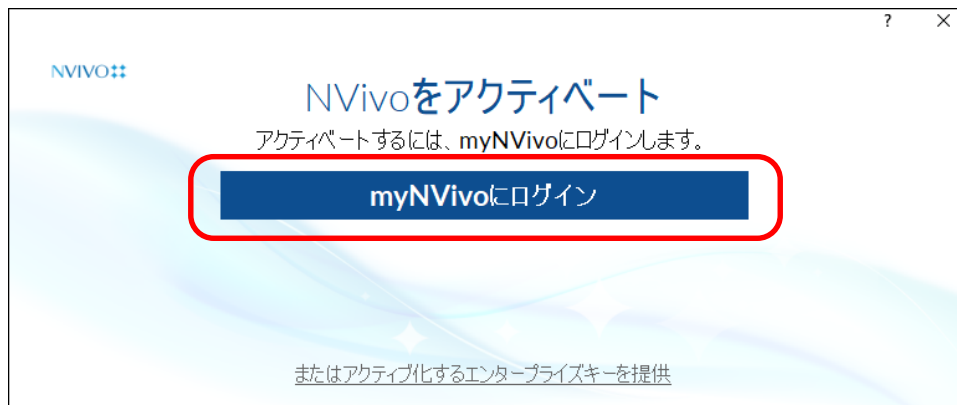 ?
NVIVO
NVivoをアクティベート
アクティベートするには、myNVivoにログインします。
myNVivoにログイン
またはアクティブ化するエンタープライズキーを提供